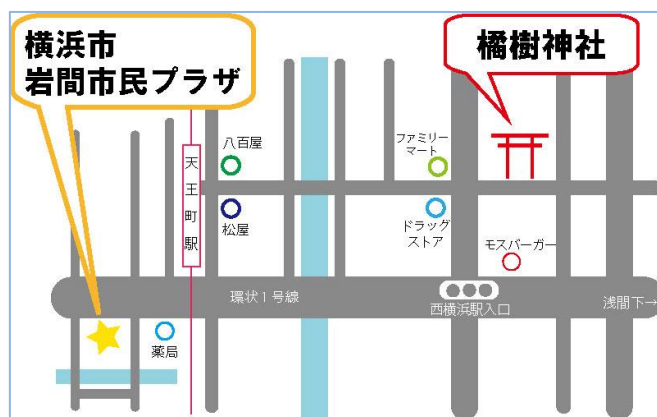 横浜市
岩間市民プラザ
橘樹神社
八百屋
ファミリー
マート
天王町駅
松屋
ドラッグ
ストア
モスバーガー
環状1号線
西横浜駅入口
浅間下→
薬局